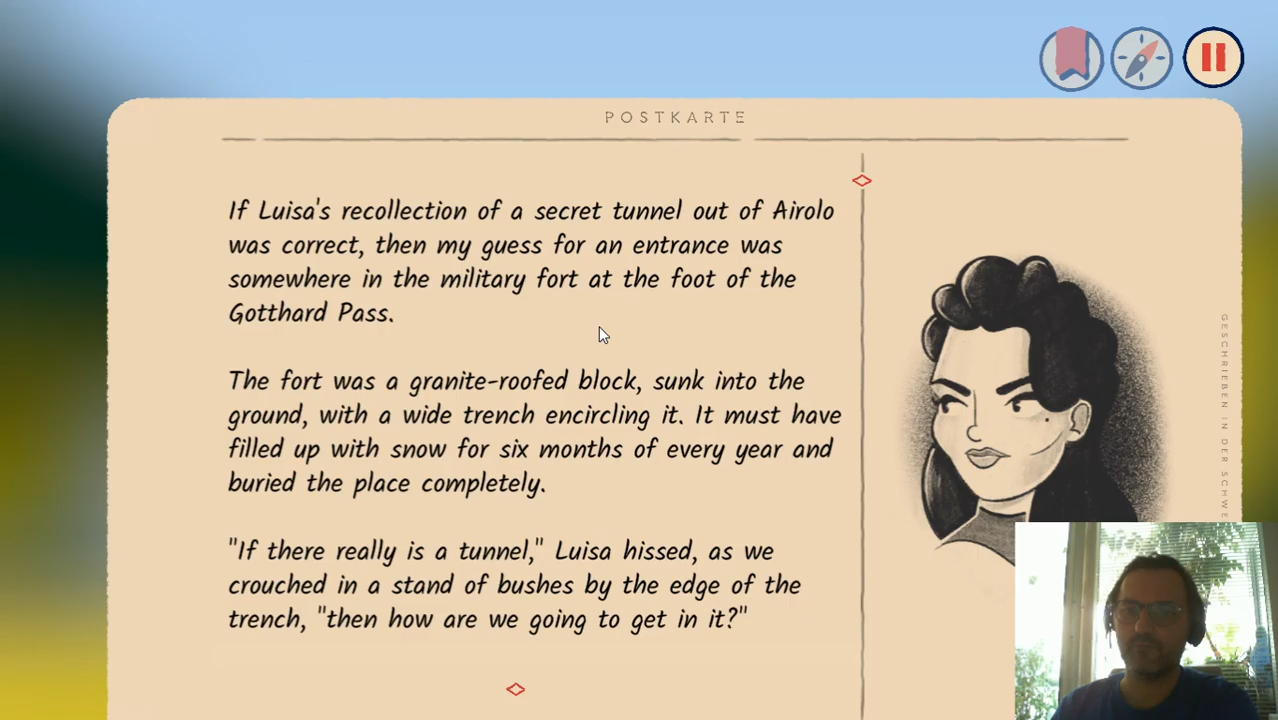 POSTKARTE
If Luisa's recollection of a secret tunnel out of Airolo
was correct, then my guess for an entrance was
somewhere in the military fort at the foot of the
Gotthard Pass.
The fort was a granite-roofed block, sunk into the
ground, with a wide trench encircling it. It must have
filled up with snow for six months of every year and
buried the place completely.
"If there really is a tunnel," Luisa hissed, as we
crouched in a stand of bushes by the edge of the
trench, "then how are we going to get in it?"
GESCHRIEBEN IN DER SCHWE